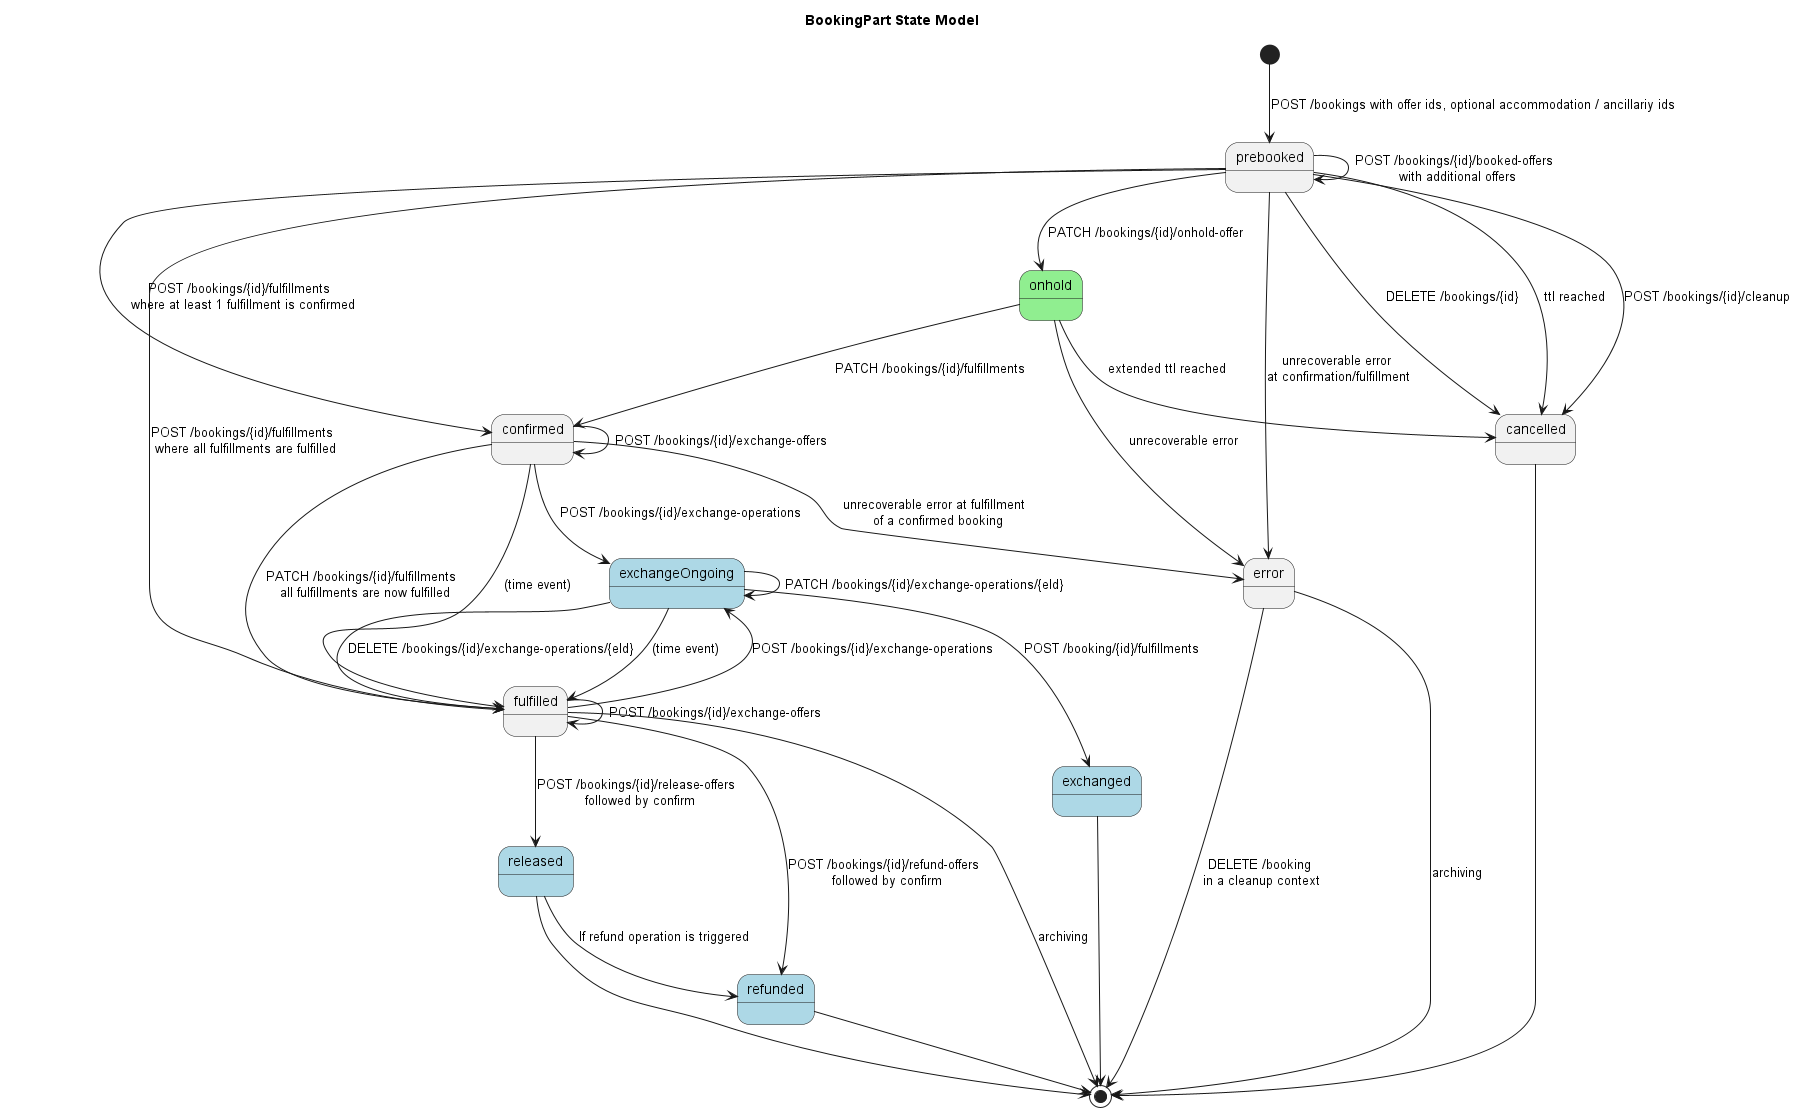 BookingPart State Model
POST /bookings with offer ids, optional accommodation / ancillariy ids
prebooked
POST /bookings/{id}/booked-offers
with additional offers
PATCH /bookings/{id}/onhold-offer
onhold
POST /bookings/{id}/fulfillments
where at least 1 fulfillment is confirmed
DELETE /bookings/{id}
ttl reached
POST /bookings/{id}/cleanup
PATCH /bookings/{id}/fulfillments
extended ttl reached
unrecoverable error
at confirmation/fulfillment
confirmed
POST /bookings/{id}/exchange-offers
unrecoverable error
cancelled
POST /bookings/{id}/fulfillments
where all fulfillments are fulfilled
POST /bookings/{id}/exchange-operations
unrecoverable error at fulfillment
of a confirmed booking
PATCH /bookings/{id}/fulfillments
all fulfillments are now fulfilled
(time event)
exchangeOngoing
PATCH /bookings/{id}/exchange-operations/{eId}
error
DELETE /bookings/{id}/exchange-operations/{eId}
(time event)
POST /bookings/{id}/exchange-operations
POST /booking/{id}/fulfillments
fulfilled
POST /bookings/{id}/exchange-offers
POST /bookings/{id}/release-offers
followed by confirm
exchanged
released
POST /bookings/{id}/refund-offers
followed by confirm
DELETE /booking
in a cleanup context
archiving
If refund operation is triggered
archiving
refunded